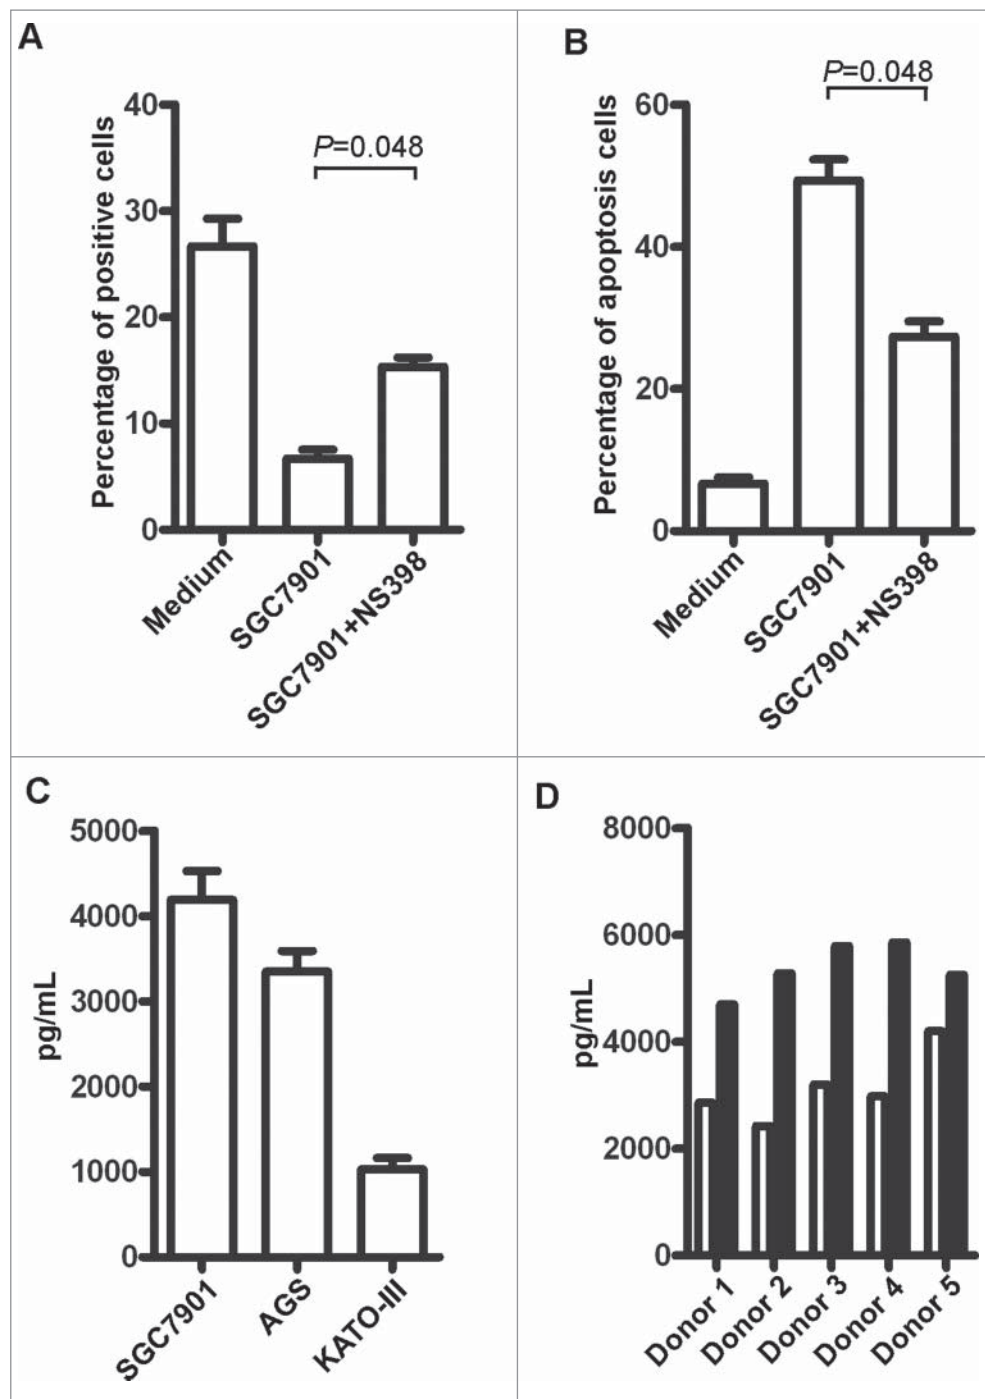 A
P=0.048
Percentage of positive cells
40
30
20
10
0
Medium
SGC7901
SGC7901+NS398
B
P=0.048
Percentage of apoptosis cells
60
40
20
0
Medium
SGC7901
SGC7901+NS398
C
pg/mL
5000
4000
3000
2000
1000
0
SGC7901
AGS
KATO-III
D
pg/mL
8000
6000
4000
2000
0
Donor 1
Donor 2
Donor 3
Donor 4
Donor 5